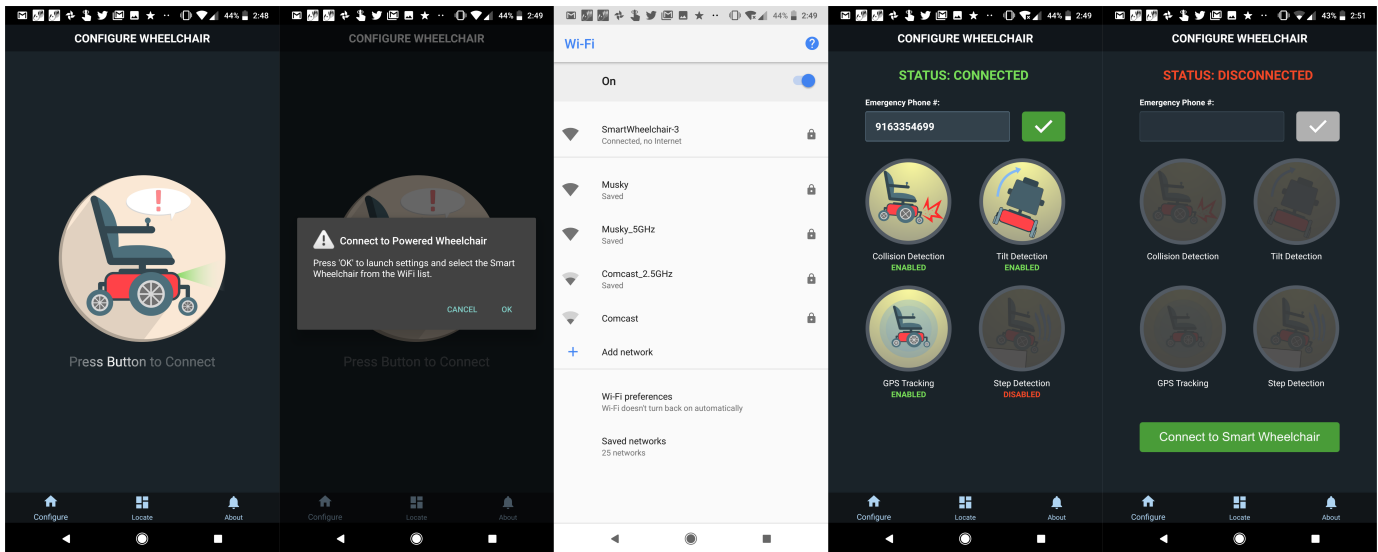 44% 2:48
CONFIGURE WHEELCHAIR
Press Button to Connect
Configure
Locate
About
44% 2:49
CONFIGURE WHEELCHAIR
Connect to Powered Wheelchair
Press 'OK' to launch settings and select the Smart
Wheelchair from the WiFi list.
CANCEL OK
Press Button to Connect
Configure
Locate
About
44% 2:49
Wi-Fi
On
SmartWheelchair-3
Connected, no Internet
Musky
Saved
Musky_5GHz
Saved
Comcast_2.5GHz
Saved
Comcast
Add network
Wi-Fi preferences
Wi-Fi doesn't turn back on automatically
Saved networks
25 networks
44% 2:49
CONFIGURE WHEELCHAIR
STATUS: CONNECTED
Emergency Phone #:
9163354699
Collision Detection
ENABLED
Tilt Detection
ENABLED
GPS Tracking
ENABLED
Step Detection
DISABLED
Configure
Locate
About
43% 2:51
CONFIGURE WHEELCHAIR
STATUS: DISCONNECTED
Emergency Phone #:
Collision Detection
Tilt Detection
GPS Tracking
Step Detection
Connect to Smart Wheelchair
Configure
Locate
About